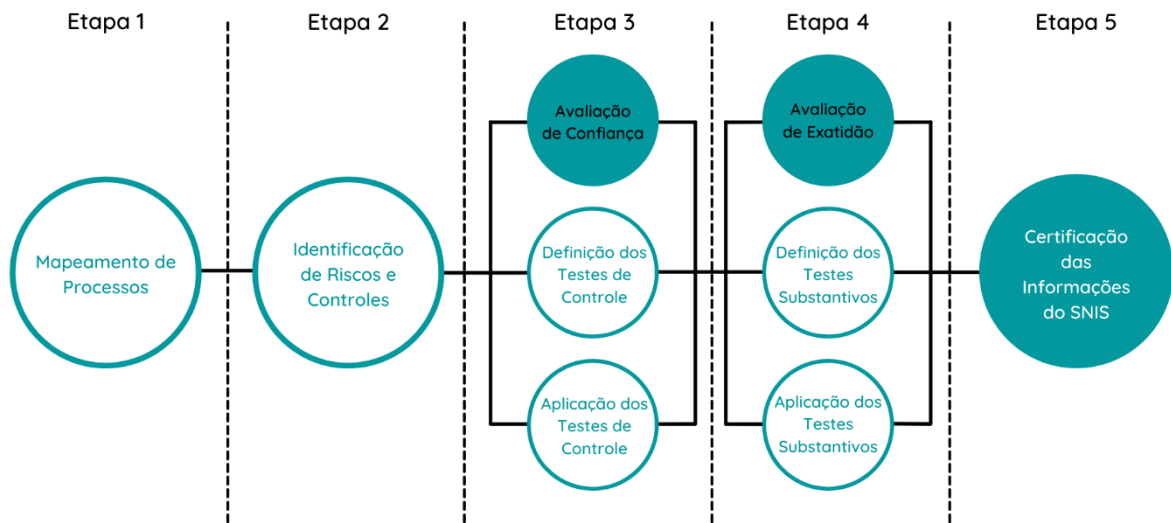 Etapa 1
Etapa 2
Etapa 3
Etapa 4
Etapa 5
Mapeamento de
Processos
Identificação
de Riscos e
Controles
Avaliação
de Confiança
Definição dos
Testes de
Controle
Aplicação dos
Testes de
Controle
Avaliação
de Exatidão
Definição dos
Testes
Substantivos
Aplicação dos
Testes
Substantivos
Certificação
das
Informações
do SNIS